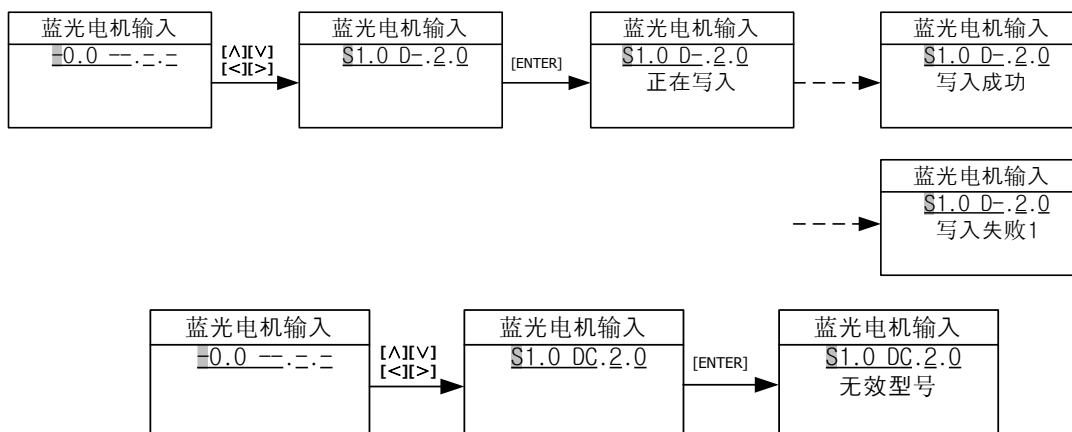 蓝光电机输入
-0.0 --.-.-
[∧][∨]
[<][>]
蓝光电机输入
S1.0 D-.2.0
[ENTER]
蓝光电机输入
S1.0 D-.2.0
正在写入
蓝光电机输入
S1.0 D-.2.0
写入成功
蓝光电机输入
S1.0 D-.2.0
写入失败1
蓝光电机输入
-0.0 --.-.-
[∧][∨]
[<][>]
蓝光电机输入
S1.0 DC.2.0
[ENTER]
蓝光电机输入
S1.0 DC.2.0
无效型号